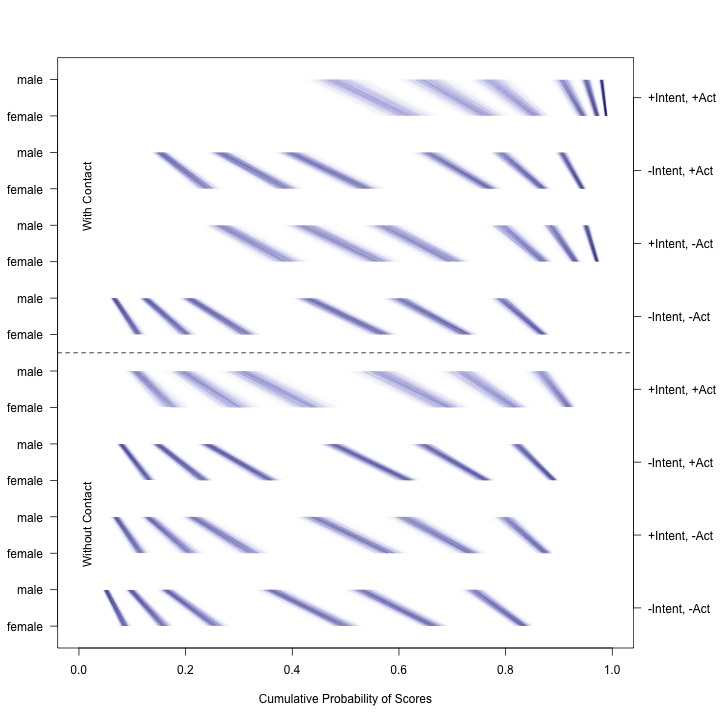 male
+Intent, +Act
female
male
-Intent, +Act
female
With Contact
male
+Intent, -Act
female
male
-Intent, -Act
female
male
+Intent, +Act
female
male
-Intent, +Act
female
Without Contact
male
+Intent, -Act
female
male
-Intent, -Act
female
0.0 0.2 0.4 0.6 0.8 1.0
Cumulative Probability of Scores